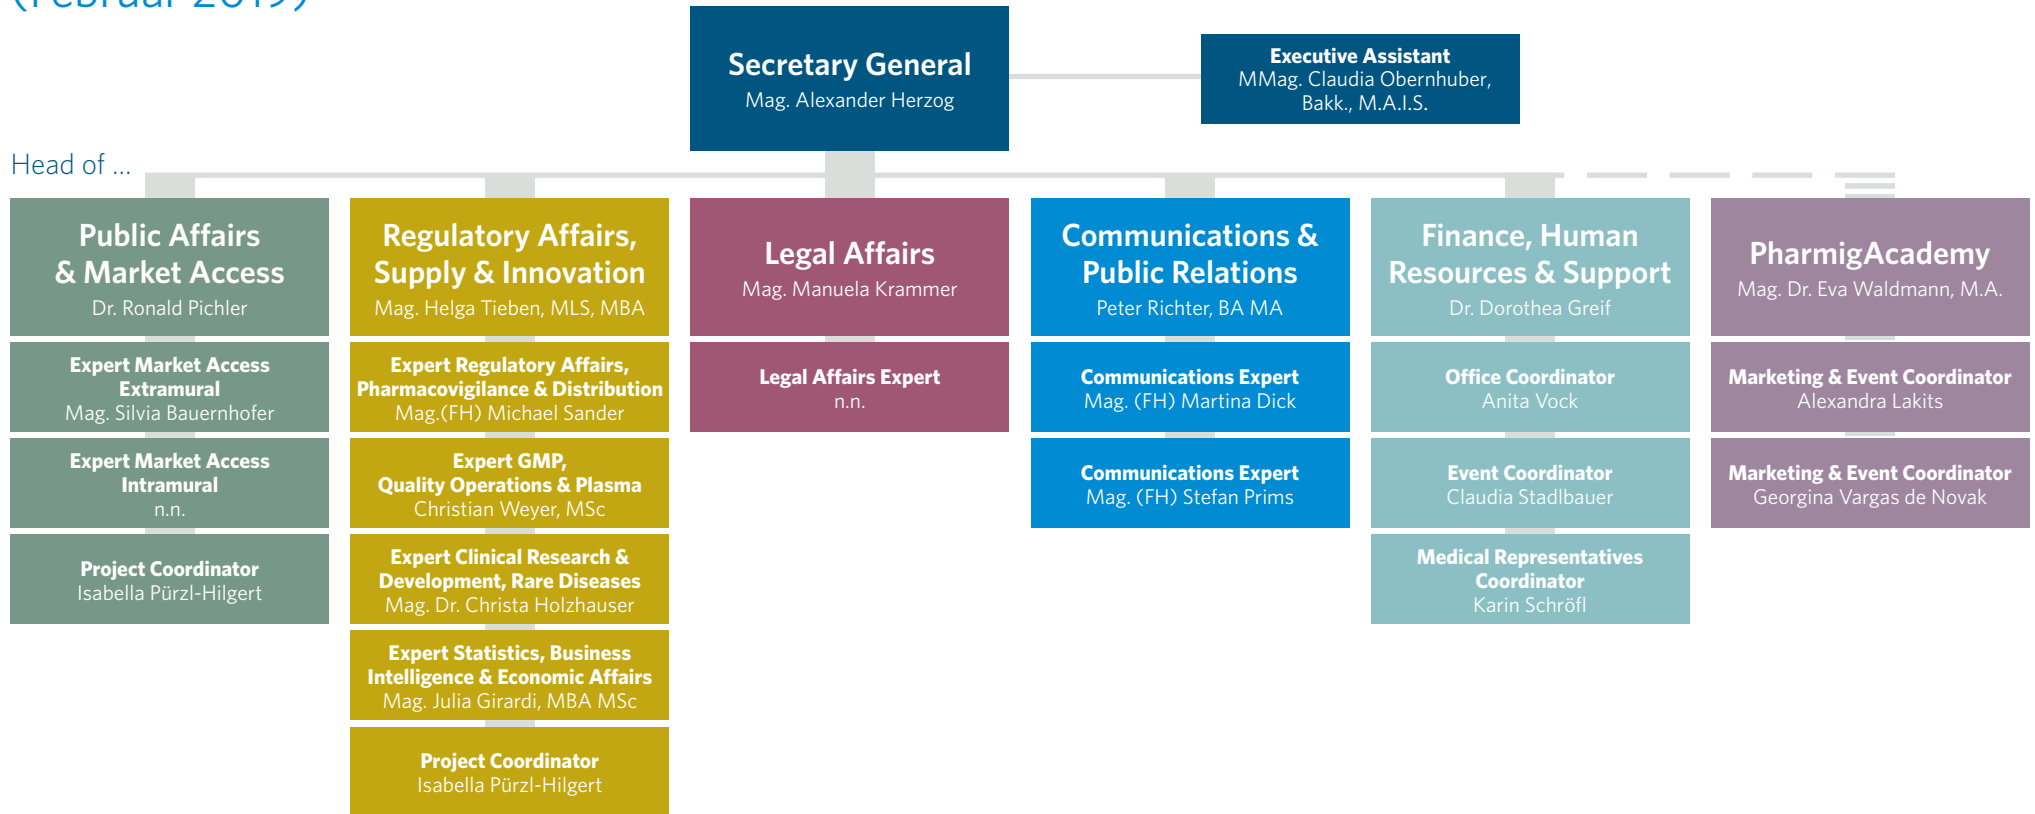 (Februar 2019)
Secretary General
Mag. Alexander Herzog
Executive Assistant
MMag. Claudia Obernhuber,
Bakk., M.A.I.S.
Head of ...
Public Affairs
& Market Access
Dr. Ronald Pichler
Expert Market Access
Extramural
Mag. Silvia Bauernhofer
Expert Market Access
Intramural
n.n.
Project Coordinator
Isabella Pürzl-Hilgert
Regulatory Affairs,
Supply & Innovation
Mag. Helga Tieben, MLS, MBA
Expert Regulatory Affairs,
Pharmacovigilance & Distribution
Mag.(FH) Michael Sander
Expert GMP,
Quality Operations & Plasma
Christian Weyer, MSc
Expert Clinical Research &
Development, Rare Diseases
Mag. Dr. Christa Holzhauser
Expert Statistics, Business
Intelligence & Economic Affairs
Mag. Julia Girardi, MBA MSc
Project Coordinator
Isabella Pürzl-Hilgert
Legal Affairs
Mag. Manuela Krammer
Legal Affairs Expert
n.n.
Communications &
Public Relations
Peter Richter, BA MA
Communications Expert
Mag. (FH) Martina Dick
Communications Expert
Mag. (FH) Stefan Prims
Finance, Human
Resources & Support
Dr. Dorothea Greif
Office Coordinator
Anita Vock
Event Coordinator
Claudia Stadlbauer
Medical Representatives
Coordinator
Karin Schröfl
PharmigAcademy
Mag. Dr. Eva Waldmann, M.A.
Marketing & Event Coordinator
Alexandra Lakits
Marketing & Event Coordinator
Georgina Vargas de Novak